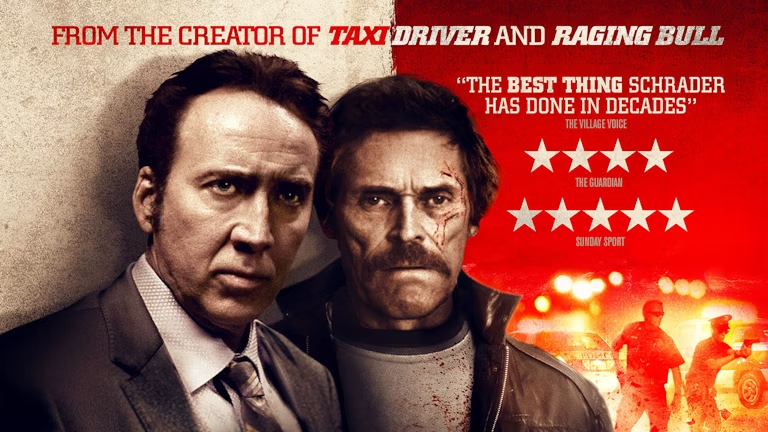 FROM THE CREATOR OF TAXI DRIVER AND RAGING BULL
“THE BEST THING SCHRADER
HAS DONE IN DECADES”
THE VILLAGE VOICE
THE GUARDIAN
SUNDAY SPORT